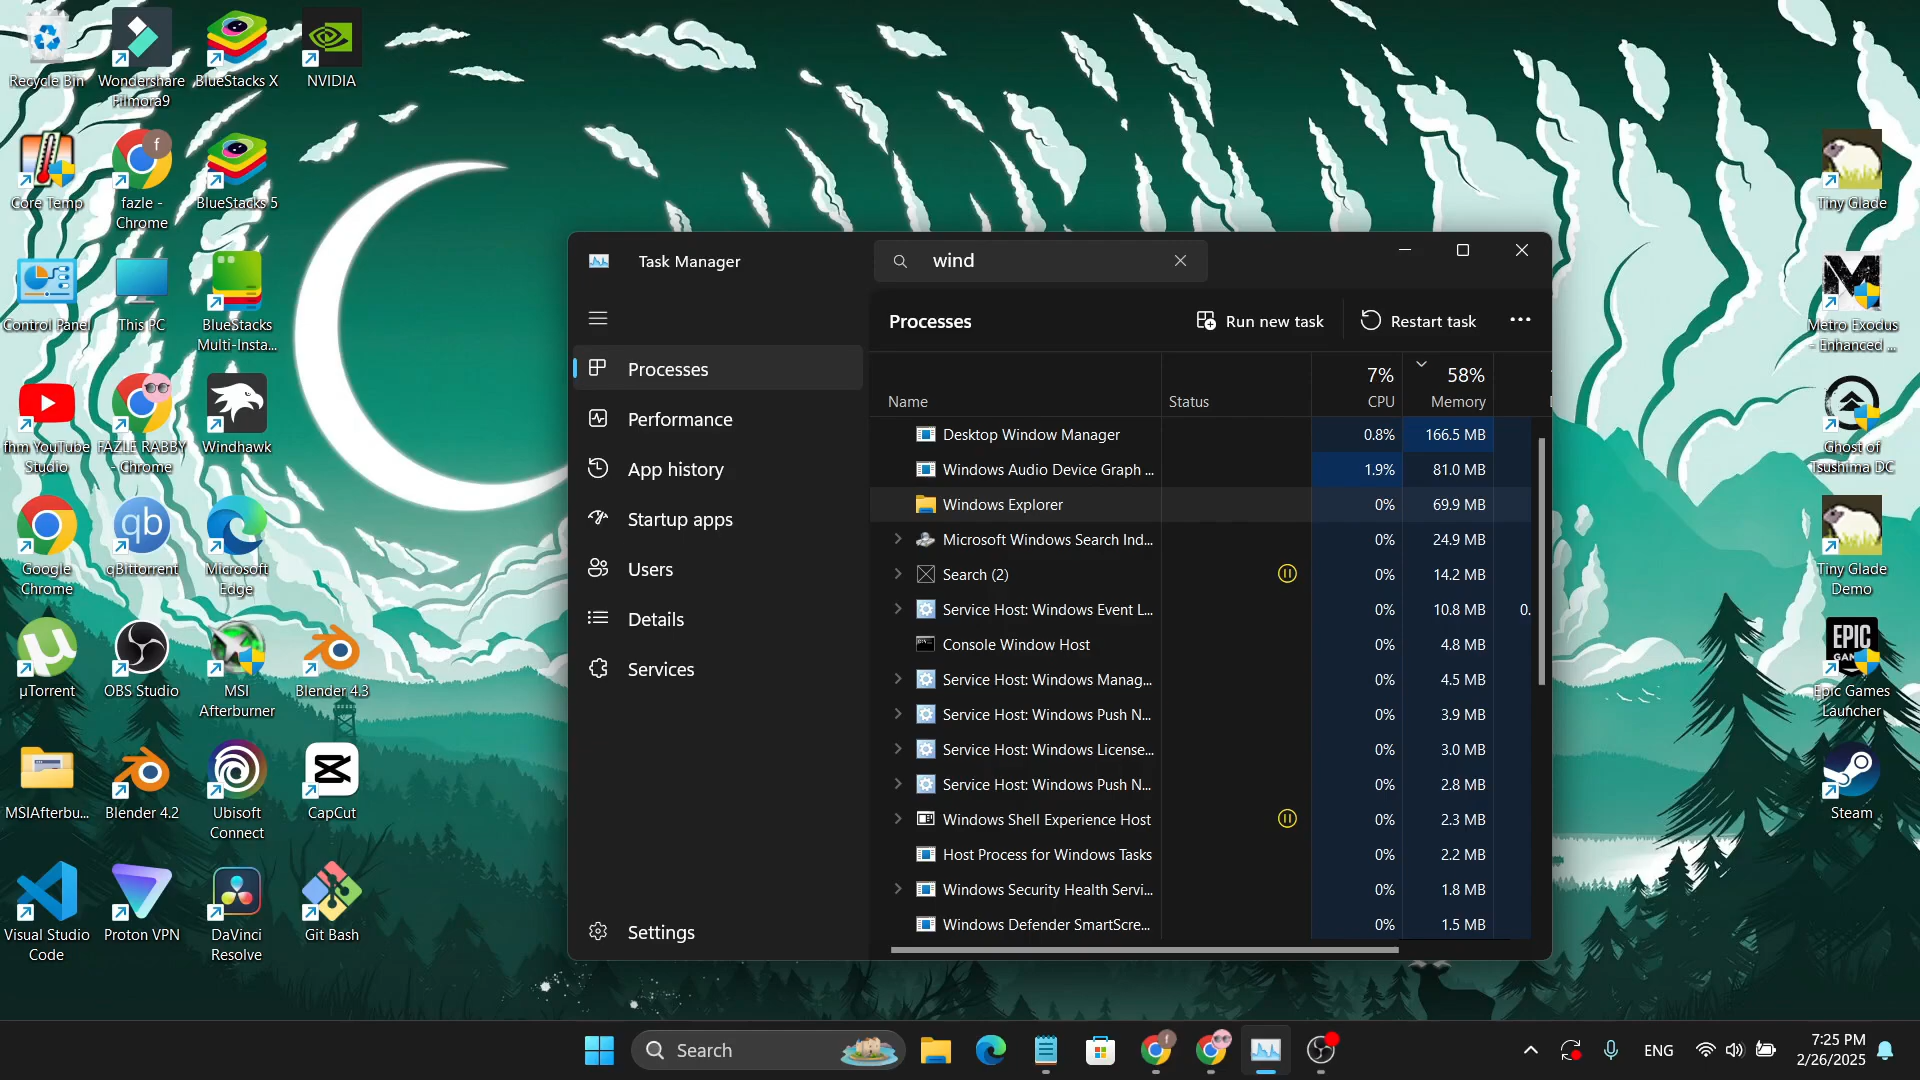 Recycle Bin
Wondershare
Filmora9
BlueStacks X
NVIDIA
Core Temp
f
fazle -
Chrome
BlueStacks 5
Control Panel
This PC
BlueStacks
Multi-Insta...
fhm YouTube
Studio
FAZLE RABBY
- Chrome
Windhawk
Google
Chrome
qb
qBittorrent
Microsoft
Edge
µTorrent
OBS Studio
MSI
Afterburner
Blender 4.3
MSIAfterbu...
Blender 4.2
Ubisoft
Connect
CapCut
Visual Studio
Code
Proton VPN
DaVinci
Resolve
Git Bash
Task Manager
wind
Processes
Performance
App history
Startup apps
Users
Details
Services
Settings
Processes
Run new task
Restart task
7%
58%
Name
Status
CPU
Memory
Desktop Window Manager 0.8% 166.5 MB
Windows Audio Device Graph ... 1.9% 81.0 MB
Windows Explorer 0% 69.9 MB
Microsoft Windows Search Ind... 0% 24.9 MB
Search (2) 0% 14.2 MB
Service Host: Windows Event L... 0% 10.8 MB 0.
Console Window Host 0% 4.8 MB
Service Host: Windows Manag... 0% 4.5 MB
Service Host: Windows Push N... 0% 3.9 MB
Service Host: Windows License... 0% 3.0 MB
Service Host: Windows Push N... 0% 2.8 MB
Windows Shell Experience Host 0% 2.3 MB
Host Process for Windows Tasks 0% 2.2 MB
Windows Security Health Servi... 0% 1.8 MB
Windows Defender SmartScre... 0% 1.5 MB
Tiny Glade
Metro Exodus
- Enhanced ...
Ghost of
Tsushima DC
Tiny Glade
Demo
EPIC
Epic Games
Launcher
Steam
Search
f
ENG
7:25 PM
2/26/2025